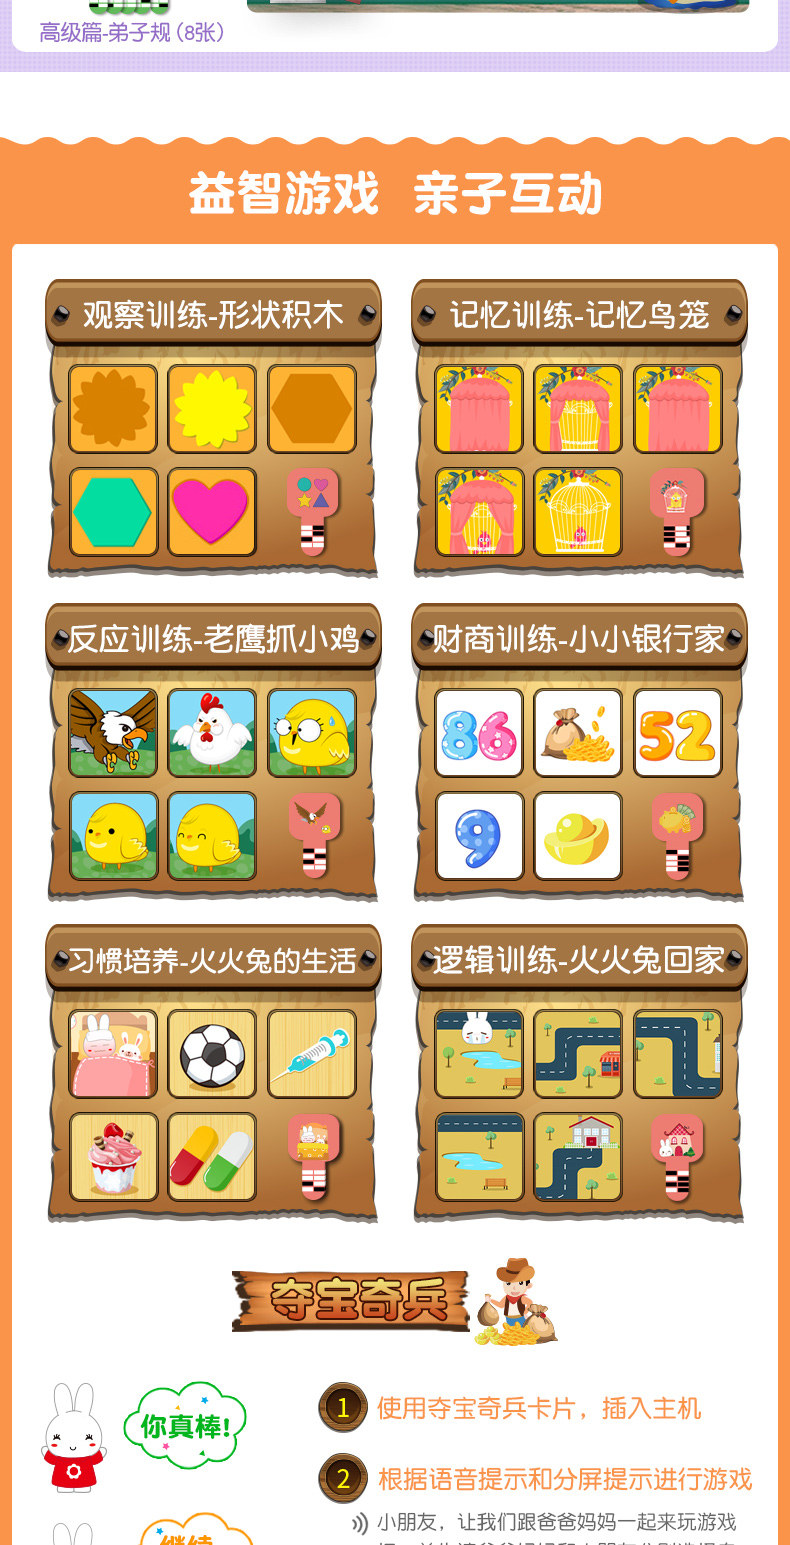 高级篇-弟子规（8张）
益智游戏 亲子互动
观察训练-形状积木
记忆训练-记忆鸟笼
反应训练-老鹰抓小鸡
财商训练-小小银行家
86
52
9
习惯培养-火火兔的生活
逻辑训练-火火兔回家
夺宝奇兵
你真棒!
1 使用夺宝奇兵卡片，插入主机
2 根据语音提示和分屏提示进行游戏
小朋友，让我们跟爸爸妈妈一起来玩游戏
继续